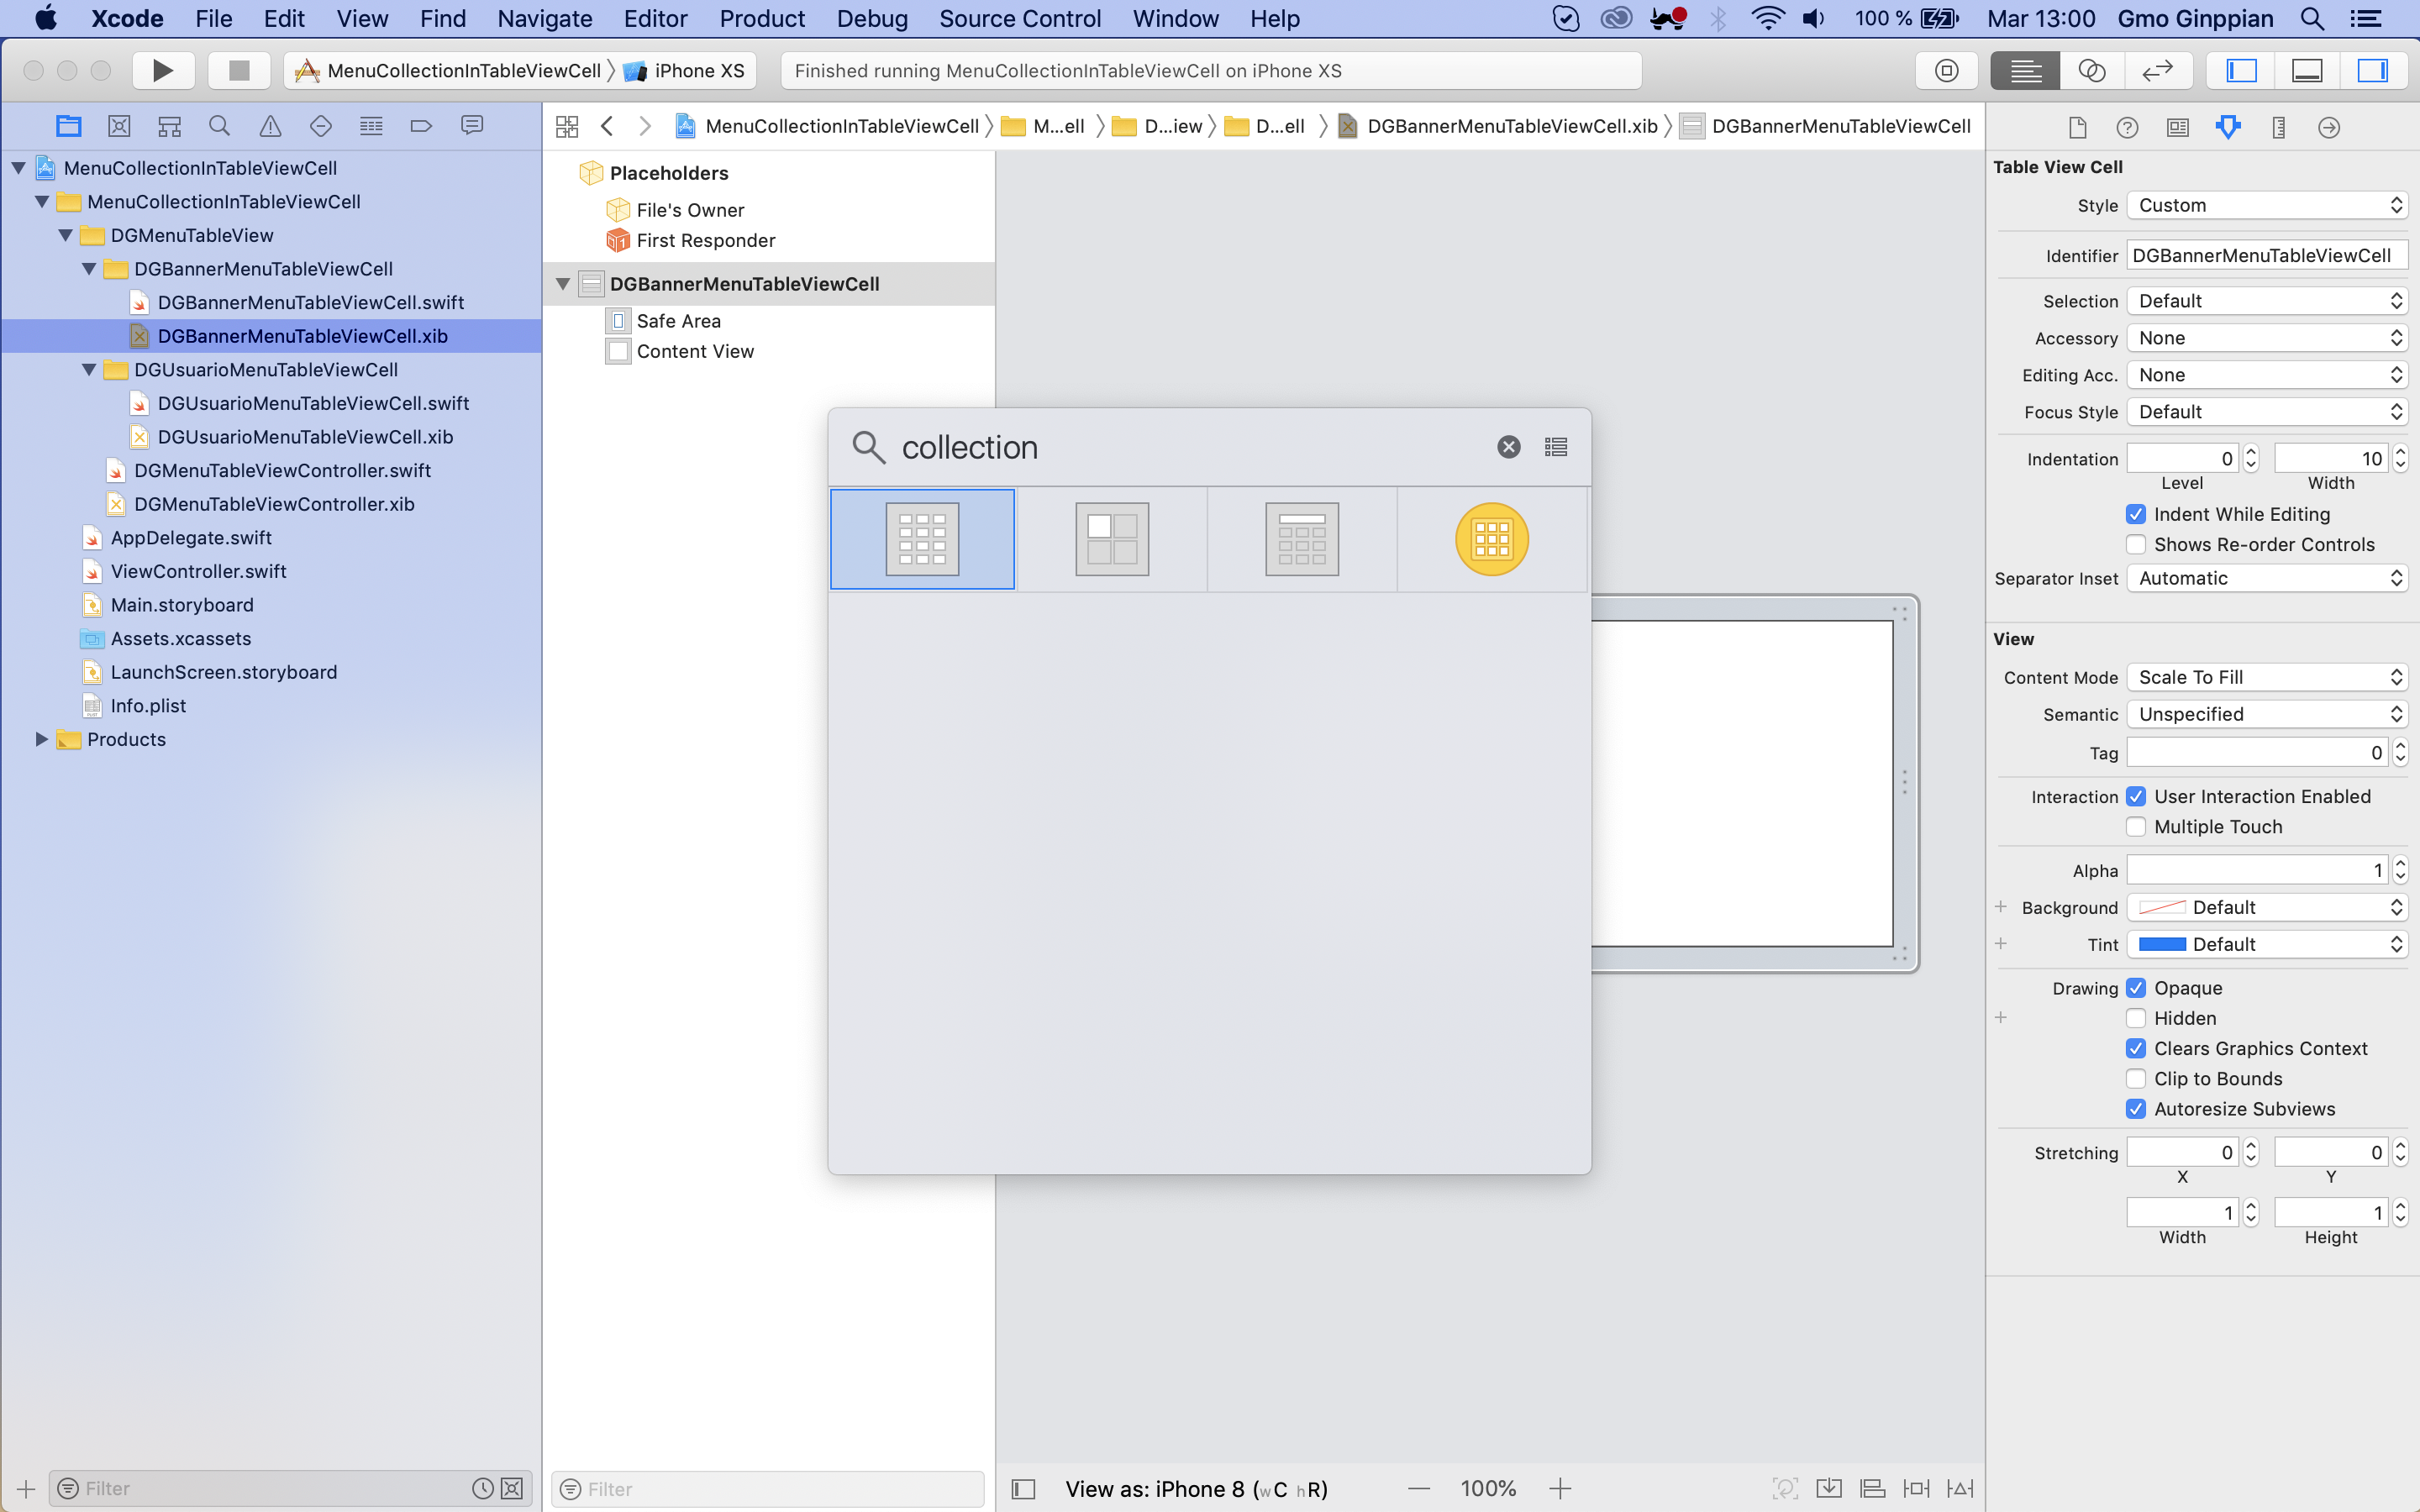 Xcode File Edit View Find Navigate Editor Product Debug Source Control Window Help 100 % Mar 13:00 Gmo Ginppian
MenuCollectionInTableViewCell iPhone XS
Finished running MenuCollectionInTableViewCell on iPhone XS
MenuCollectionInTableViewCell M...ell D...iew D...ell DGBannerMenuTableViewCell.xib DGBannerMenuTableViewCell
MenuCollectionInTableViewCell
MenuCollectionInTableViewCell
DGMenuTableView
DGBannerMenuTableViewCell
DGBannerMenuTableViewCell.swift
DGBannerMenuTableViewCell.xib
DGUsuarioMenuTableViewCell
DGUsuarioMenuTableViewCell.swift
DGUsuarioMenuTableViewCell.xib
DGMenuTableViewController.swift
DGMenuTableViewController.xib
AppDelegate.swift
ViewController.swift
Main.storyboard
Assets.xcassets
LaunchScreen.storyboard
Info.plist
Products
Filter
Placeholders
File's Owner
1 First Responder
DGBannerMenuTableViewCell
Safe Area
Content View
Filter
collection
View as: iPhone 8 (wC hR)
100%
Table View Cell
Style Custom
Identifier DGBannerMenuTableViewCell
Selection Default
Accessory None
Editing Acc. None
Focus Style Default
Indentation 0 10
Level Width
Indent While Editing
Shows Re-order Controls
Separator Inset Automatic
View
Content Mode Scale To Fill
Semantic Unspecified
Tag 0
Interaction User Interaction Enabled
Multiple Touch
Alpha 1
Background Default
Tint Default
Drawing Opaque
Hidden
Clears Graphics Context
Clip to Bounds
Autoresize Subviews
Stretching 0 0
X Y
1 1
Width Height